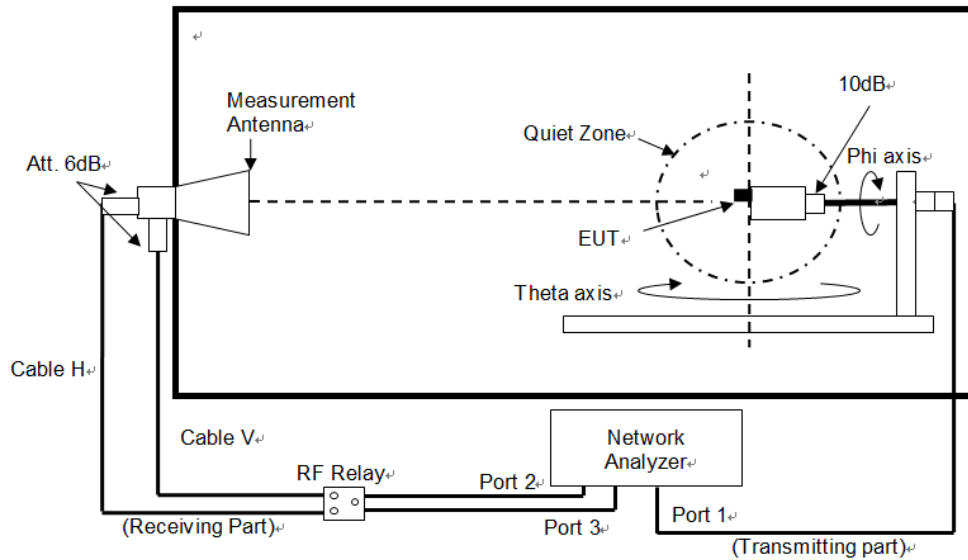 Measurement
Antenna
Att. 6dB
Quiet Zone
10dB
Phi axis
EUT
Theta axis
Cable H
Cable V
RF Relay
(Receiving Part)
Port 2
Port 3
Network
Analyzer
Port 1
(Transmitting part)